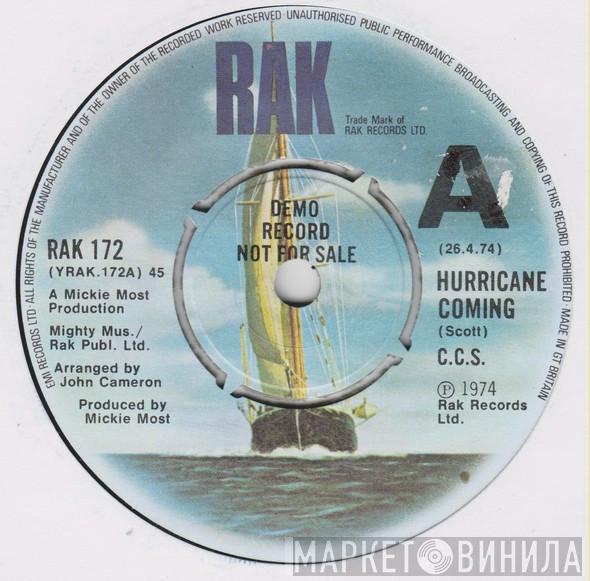 EMI RECORDS LTD·ALL RIGHTS OF THE MANUFACTURER AND OF THE OWNER OF THE RECORDED WORK RESERVED·UNAUTHORISED PUBLIC PERFORMANCE BROADCASTING AND COPYING OF THIS RECORD PROHIBITED·MADE IN GT BRITAIN
RAK
Trade Mark of
RAK RECORDS LTD.
A
DEMO
RECORD
NOT FOR SALE
RAK 172
(YRAK.172A) 45
A Mickie Most
Production
Mighty Mus./
Rak Publ. Ltd.
Arranged by
John Cameron
Produced by
Mickie Most
(26.4.74)
HURRICANE
COMING
(Scott)
C.C.S.
℗ 1974
Rak Records
Ltd.
МАРКЕТ ВИНИЛА